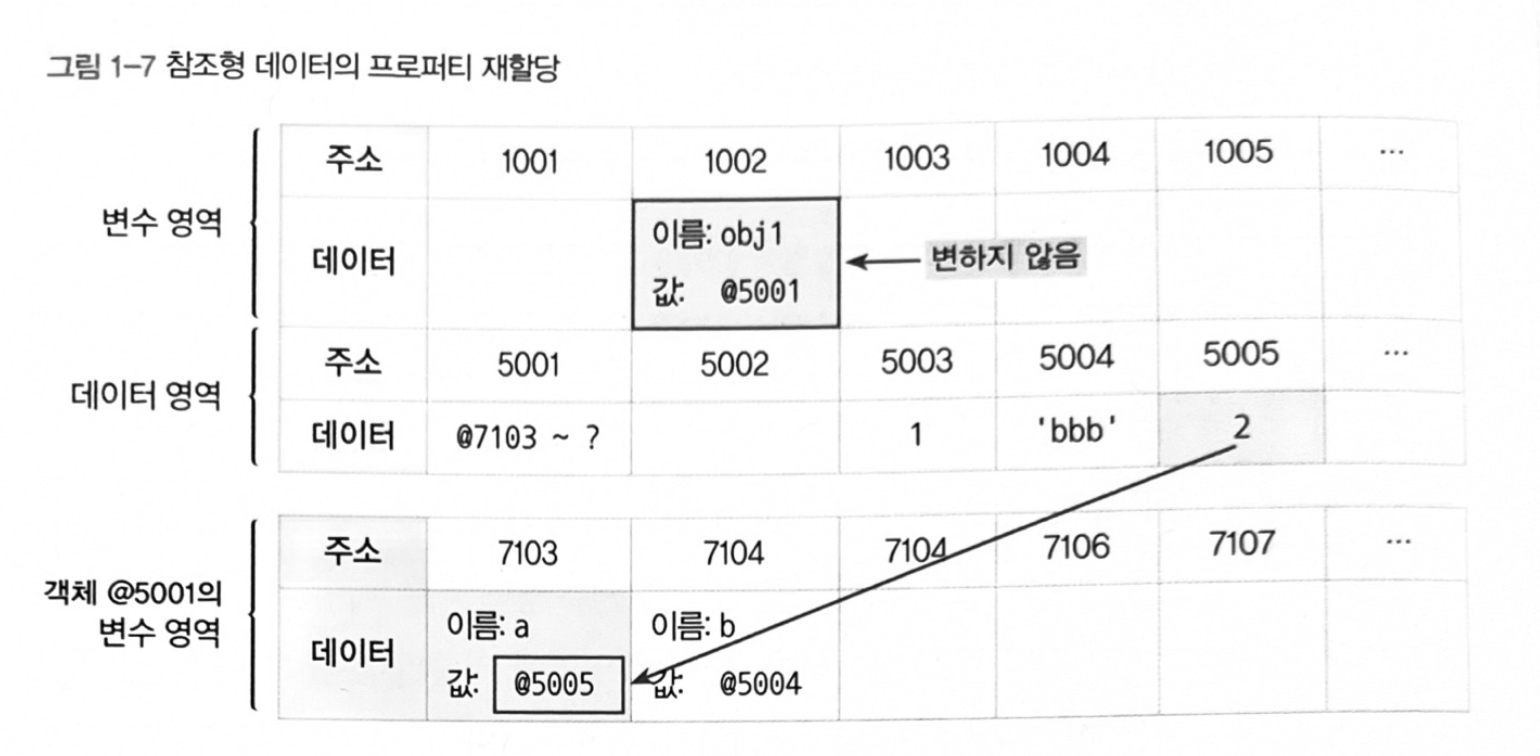 그림 1-7 참조형 데이터의 프로퍼티 재할당
변수 영역
주소 1001 1002 1003 1004 1005 ...
데이터
이름: obj1
값: @5001
변하지 않음
데이터 영역
주소 5001 5002 5003 5004 5005 ...
데이터 @7103 ~ ? 1 'bbb' 2
객체 @5001의
변수 영역
주소 7103 7104 7104 7106 7107 ...
데이터
이름: a 이름: b
값: @5005 값: @5004